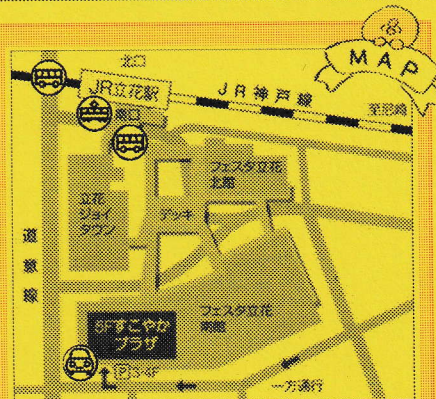 MAP
北口
JR立花駅
JR神戸線
至尼崎
南口
フェスタ立花
北館
立花
ジョイ
タウン
デッキ
道意線
フェスタ立花
南館
5Fすこやか
プラザ
P 3・4F
一方通行